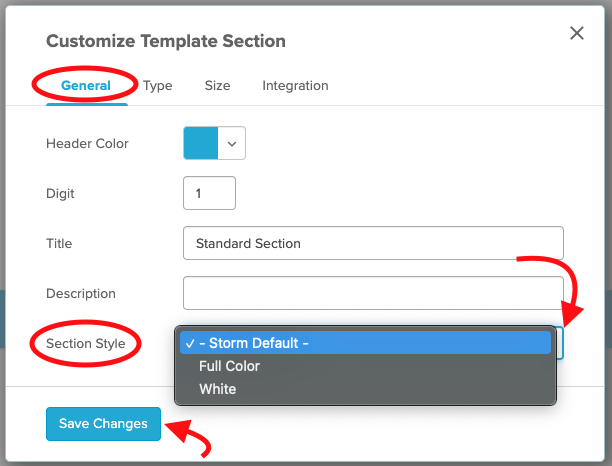 Customize Template Section
General Type Size Integration
Header Color
Digit 1
Title Standard Section
Description
Section Style ✓ - Storm Default -
Full Color
White
Save Changes